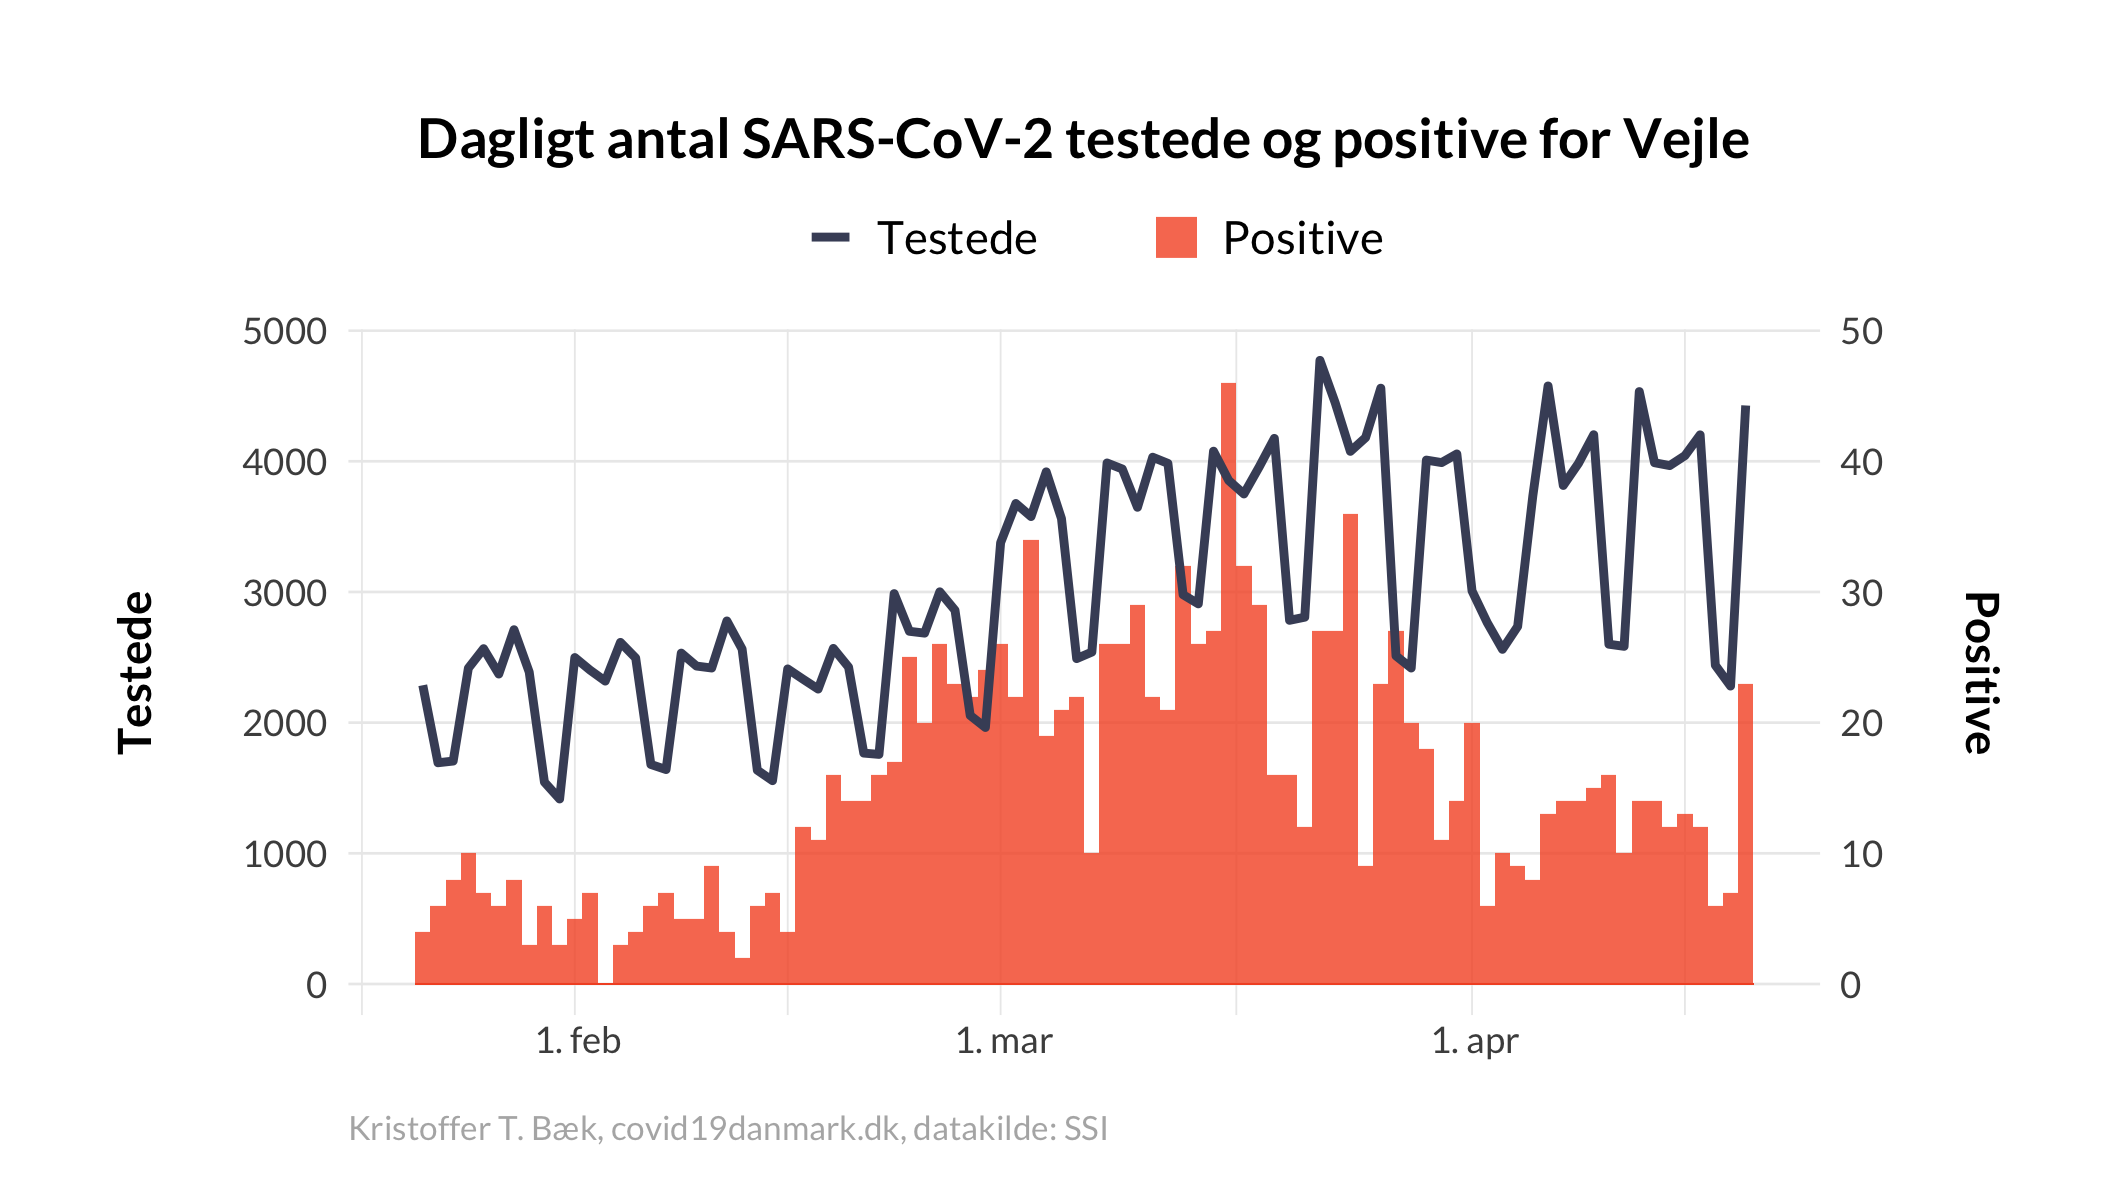 Dagligt antal SARS-CoV-2 testede og positive for Vejle
Testede
Positive
5000
4000
3000
2000
1000
0
50
40
30
20
10
0
Testede
Positive
1. feb
1. mar
1. apr
Kristoffer T. Bæk, covid19danmark.dk, datakilde: SSI